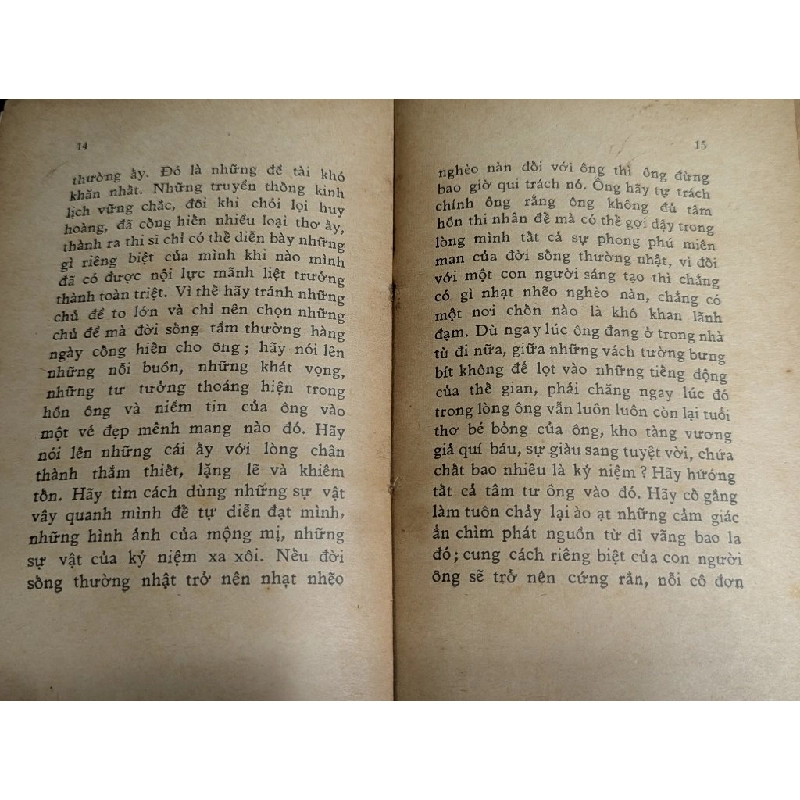 14
thường ấy. Đó là những đề tài khó
khăn nhất. Những truyền thống kinh
lịch vững chắc, đôi khi chói lọi huy
hoàng, đã cống hiến nhiều loại thơ ấy,
thành ra thi sĩ chỉ có thể diễn bày những
gì riêng biệt của mình khi nào mình
đã có được nội lực mãnh liệt trưởng
thành toàn triệt. Vì thế hãy tránh những
chủ đề to lớn và chỉ nên chọn những
chủ đề mà đời sống tầm thường hàng
ngày cống hiến cho ông; hãy nói lên
những nỗi buồn, những khát vọng,
những tư tưởng thoáng hiện trong
hồn ông và niềm tin của ông vào
một vẻ đẹp mênh mang nào đó. Hãy
nói lên những cái ấy với lòng chân
thành thắm thiết, lặng lẽ và khiêm
tốn. Hãy tìm cách dùng những sự vật
vây quanh mình để tự diễn đạt mình,
những hình ảnh của mộng mị, những
sự vật của kỷ niệm xa xôi. Nếu đời
sống thường nhật trở nên nhạt nhẽo
15
nghèo nàn đối với ông thì ông đừng
bao giờ qui trách nó. Ông hãy tự trách
chính ông rằng ông không đủ tâm
hồn thi nhân để mà có thể gợi dậy trong
lòng mình tất cả sự phong phú miên
man của đời sống thường nhật, vì đối
với một con người sáng tạo thì chẳng
có gì nhạt nhẽo nghèo nàn, chẳng có
một nơi chốn nào là khô khan lãnh
đạm. Dù ngay lúc ông đang ở trong nhà
tù đi nữa, giữa những vách tường bưng
bít không để lọt vào những tiếng động
của thế gian, phải chăng ngay lúc đó
trong lòng ông vẫn luôn luôn còn lại tuổi
thơ bé bỏng của ông, kho tàng vương
giả quí báu, sự giàu sang tuyệt vời, chứa
chất bao nhiêu là kỷ niệm? Hãy hướng
tất cả tâm tư ông vào đó. Hãy cố gắng
làm tuôn chảy lại ào ạt những cảm giác
ẩn chìm phát nguồn từ dĩ vãng bao la
đó; cung cách riêng biệt của con người
ông sẽ trở nên cứng rắn, nỗi cô đơn